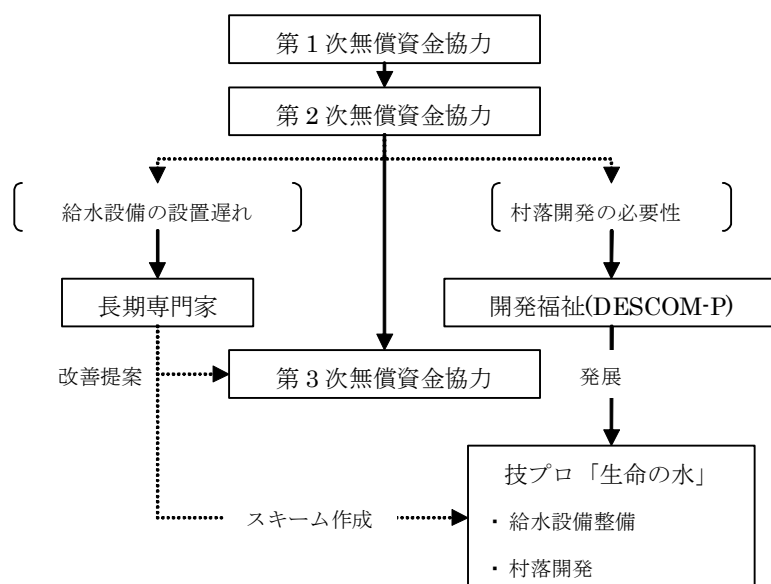 第 1 次無償資金協力
第 2 次無償資金協力
給水設備の設置遅れ
村落開発の必要性
長期専門家
開発福祉(DESCOM-P)
改善提案
第 3 次無償資金協力
発展
技プロ「生命の水」
スキーム作成
・ 給水設備整備
・ 村落開発